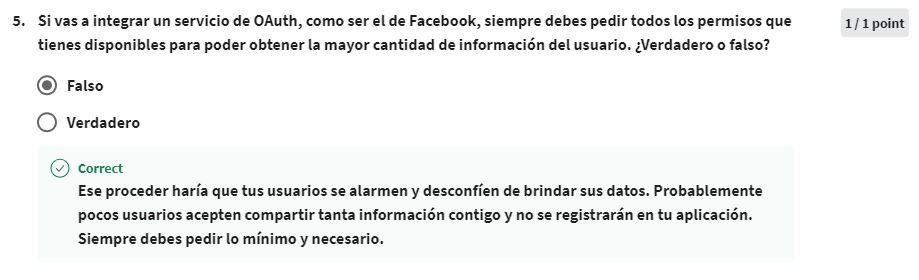 5. Si vas a integrar un servicio de OAuth, como ser el de Facebook, siempre debes pedir todos los permisos que
tienes disponibles para poder obtener la mayor cantidad de información del usuario. ¿Verdadero o falso?
1 / 1 point
Falso
Verdadero
Correct
Ese proceder haría que tus usuarios se alarmen y desconfíen de brindar sus datos. Probablemente
pocos usuarios acepten compartir tanta información contigo y no se registrarán en tu aplicación.
Siempre debes pedir lo mínimo y necesario.